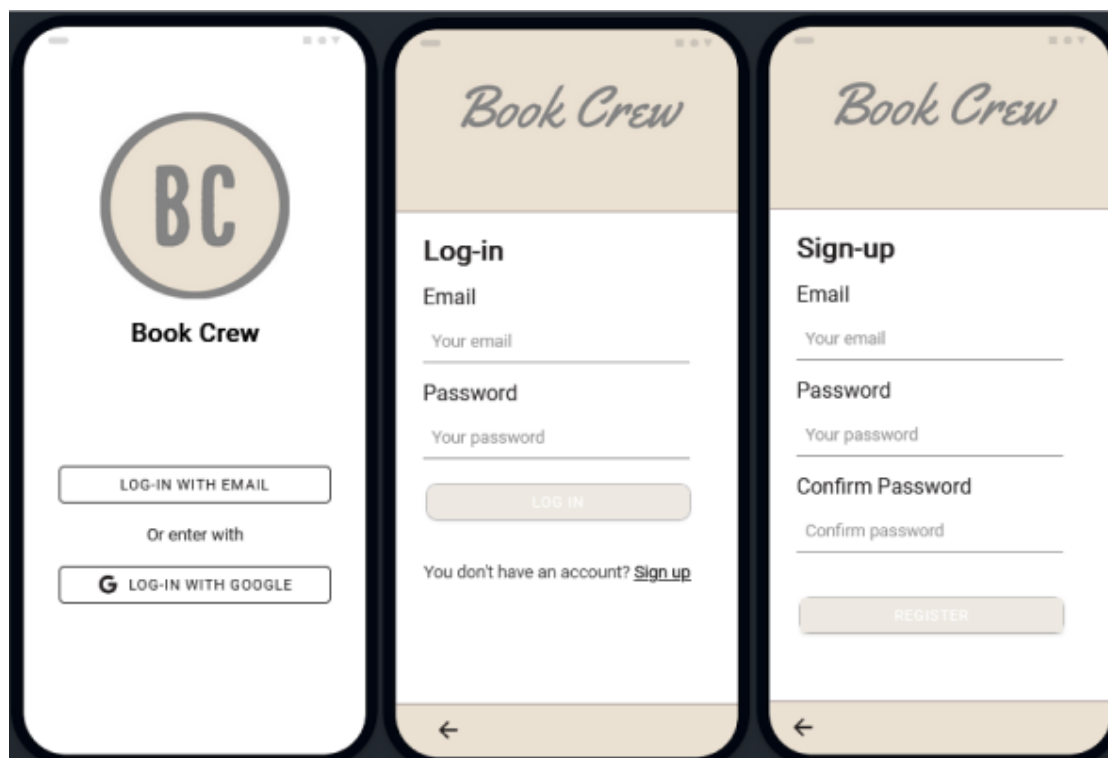 BC
Book Crew
LOG-IN WITH EMAIL
Or enter with
G LOG-IN WITH GOOGLE
Book Crew
Log-in
Email
Your email
Password
Your password
LOG IN
You don't have an account? Sign up
Book Crew
Sign-up
Email
Your email
Password
Your password
Confirm Password
Confirm password
REGISTER